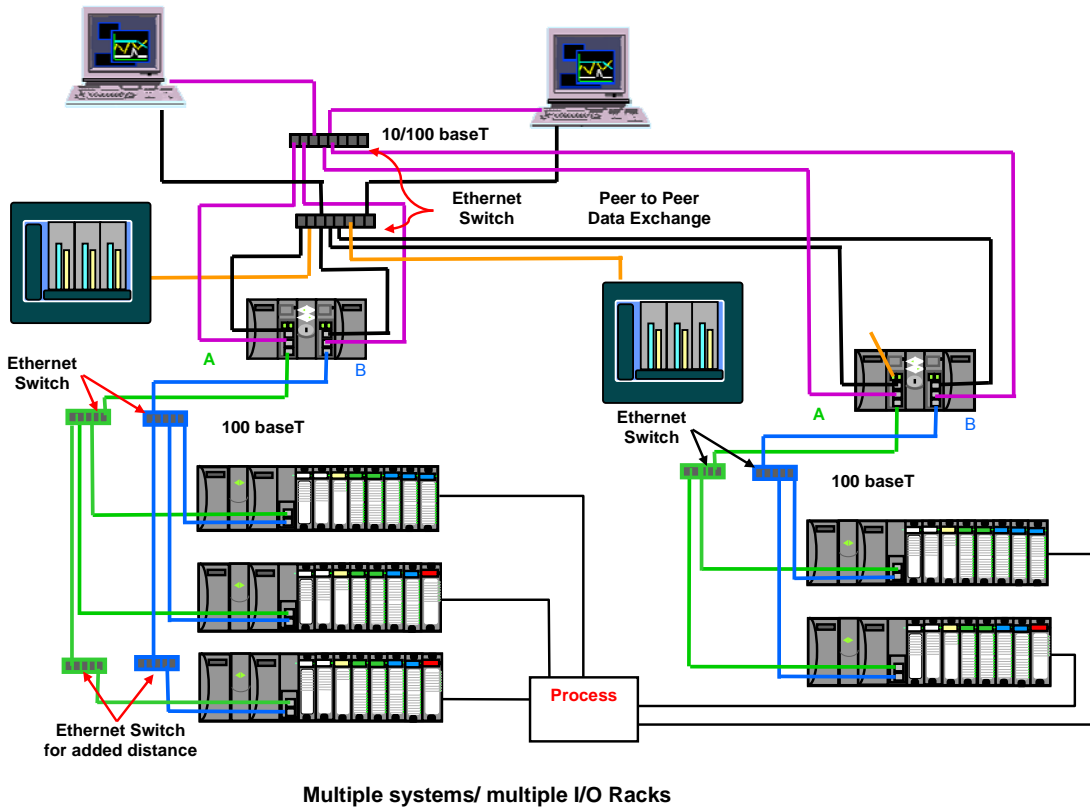 10/100 baseT
Ethernet
Switch
Peer to Peer
Data Exchange
A
B
Ethernet
Switch
100 baseT
Ethernet
Switch
A
B
100 baseT
Process
Ethernet Switch
for added distance
Multiple systems/ multiple I/O Racks